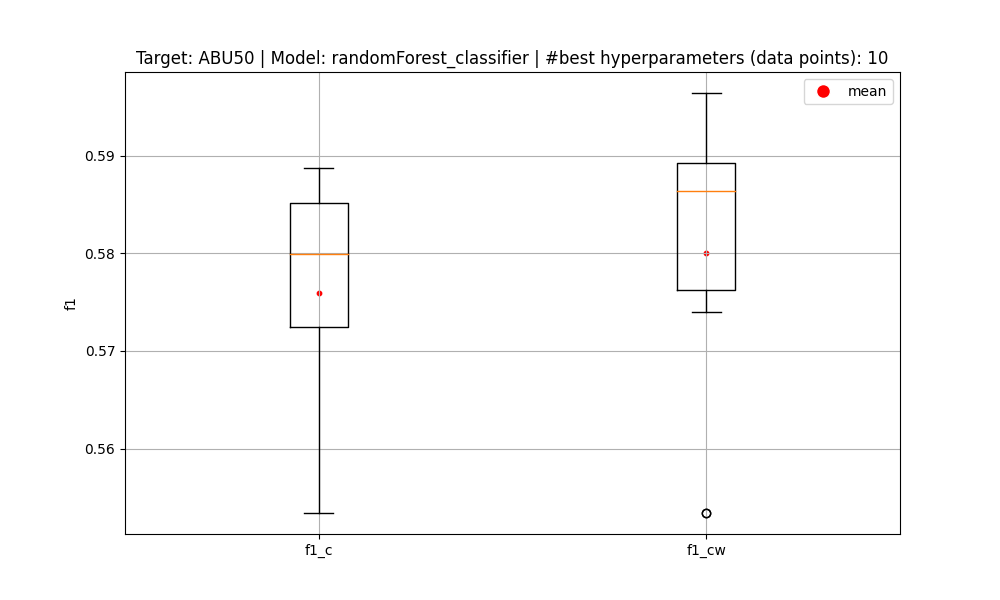 Target: ABU50 | Model: randomForest_classifier | #best hyperparameters (data points): 10
mean
0.59
0.58
0.57
0.56
f1
f1_c
f1_cw